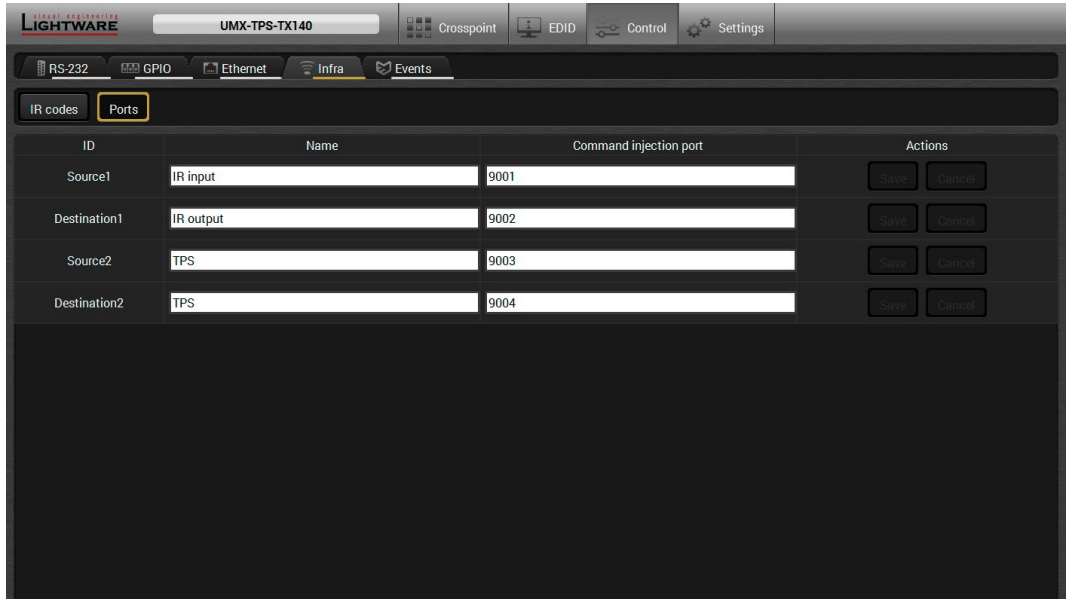 visual engineering
LIGHTWARE
UMX-TPS-TX140
Crosspoint
EDID
Control
Settings
RS-232
GPIO
Ethernet
Infra
Events
IR codes
Ports
ID Name Command injection port Actions
Source1 IR input 9001 Save Cancel
Destination1 IR output 9002 Save Cancel
Source2 TPS 9003 Save Cancel
Destination2 TPS 9004 Save Cancel